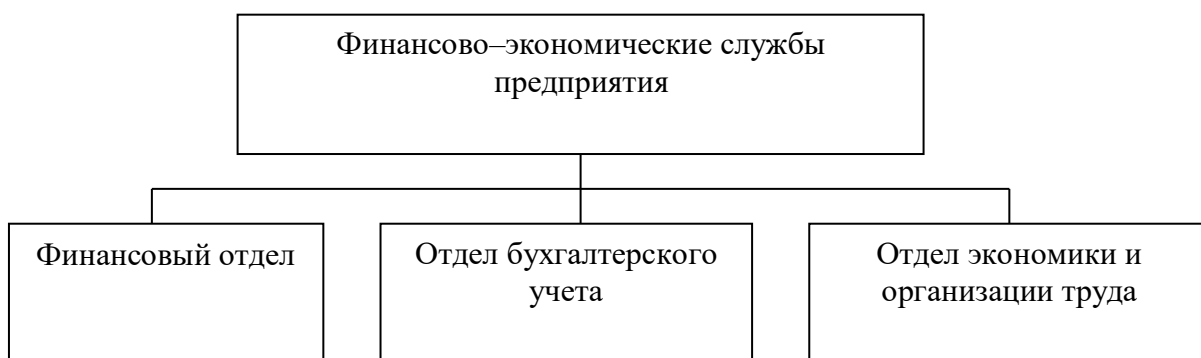 Финансово–экономические службы
предприятия
Финансовый отдел
Отдел бухгалтерского
учета
Отдел экономики и
организации труда